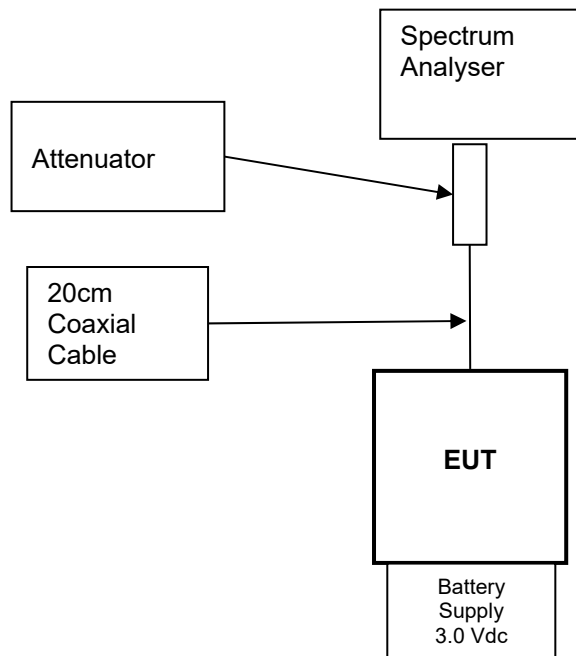 Spectrum
Analyser
Attenuator
20cm
Coaxial
Cable
EUT
Battery
Supply
3.0 Vdc